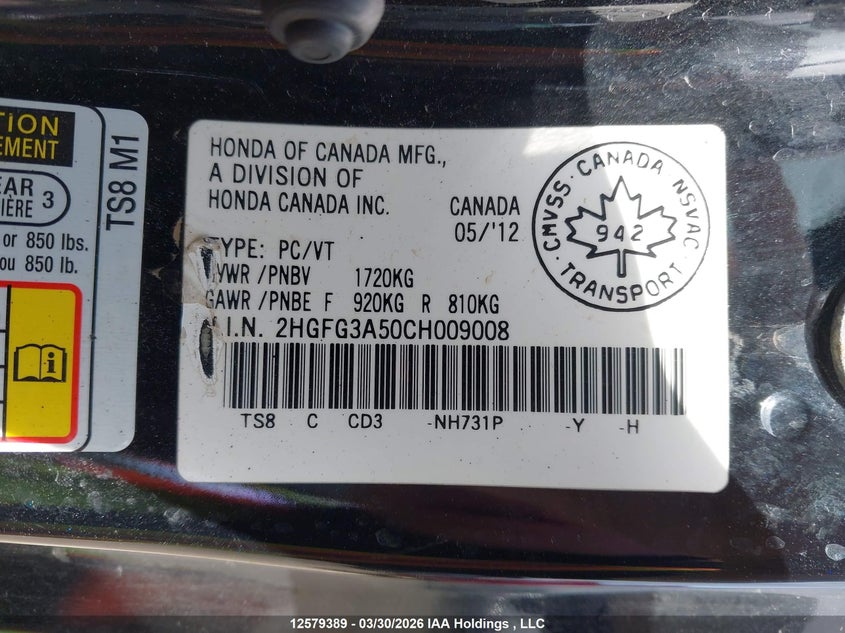 TION
EMENT
EAR 3
IÈRE
or 850 lbs.
ou 850 lb.
TS8 M1
HONDA OF CANADA MFG.,
A DIVISION OF
HONDA CANADA INC.
CANADA
05/'12
CMVSS · CANADA NSVAC · TRANSPORT ·
942
TYPE: PC/VT
VWR /PNBV 1720KG
GAWR /PNBE F 920KG R 810KG
.I.N. 2HGFG3A50CH009008
TS8 C CD3 -NH731P -Y -H
12579389 - 03/30/2026 IAA Holdings , LLC